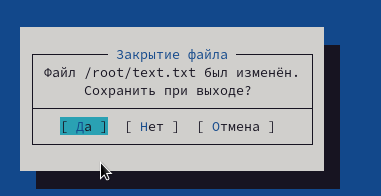 Закрытие файла
Файл /root/text.txt был изменён.
Сохранить при выходе?
[ Да ] [ Нет ] [ Отмена ]